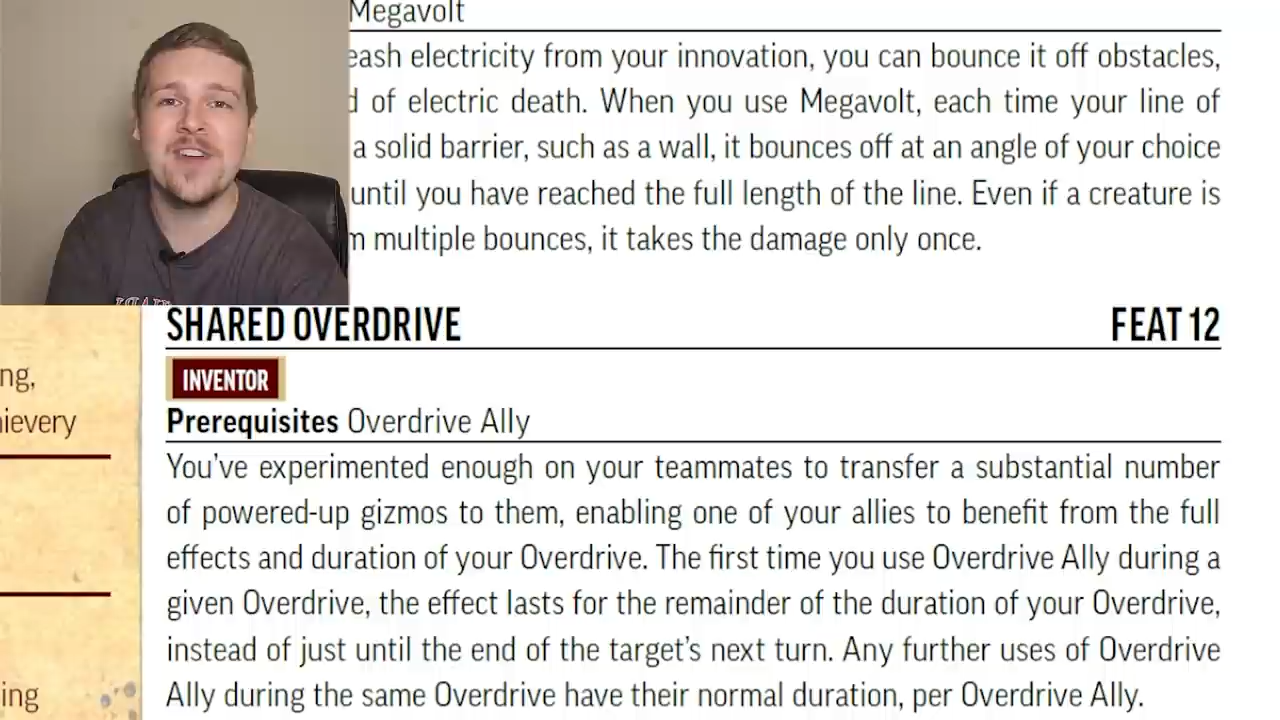 Megavolt
electricity from your innovation, you can bounce it off obstacles,
of electric death. When you use Megavolt, each time your line of
a solid barrier, such as a wall, it bounces off at an angle of your choice
until you have reached the full length of the line. Even if a creature is
multiple bounces, it takes the damage only once.
SHARED OVERDRIVE FEAT 12
INVENTOR
Prerequisites Overdrive Ally
You've experimented enough on your teammates to transfer a substantial number
of powered-up gizmos to them, enabling one of your allies to benefit from the full
effects and duration of your Overdrive. The first time you use Overdrive Ally during a
given Overdrive, the effect lasts for the remainder of the duration of your Overdrive,
instead of just until the end of the target's next turn. Any further uses of Overdrive
Ally during the same Overdrive have their normal duration, per Overdrive Ally.